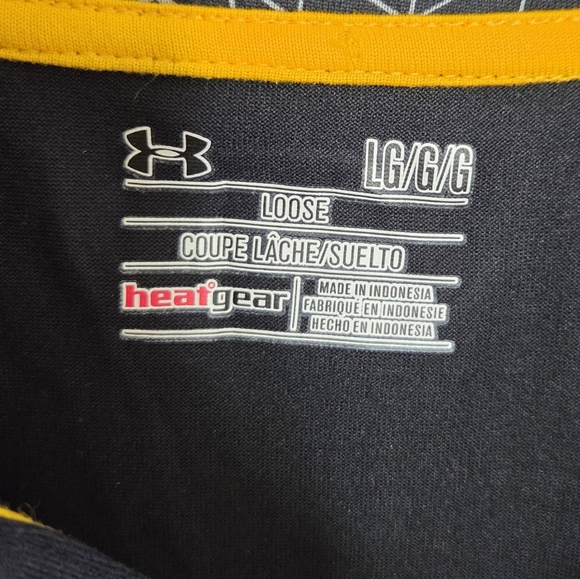 LG/G/G
LOOSE
COUPE LÂCHE/SUELTO
heatgear
MADE IN INDONESIA
FABRIQUÉ EN INDONESIE
HECHO EN INDONESIA